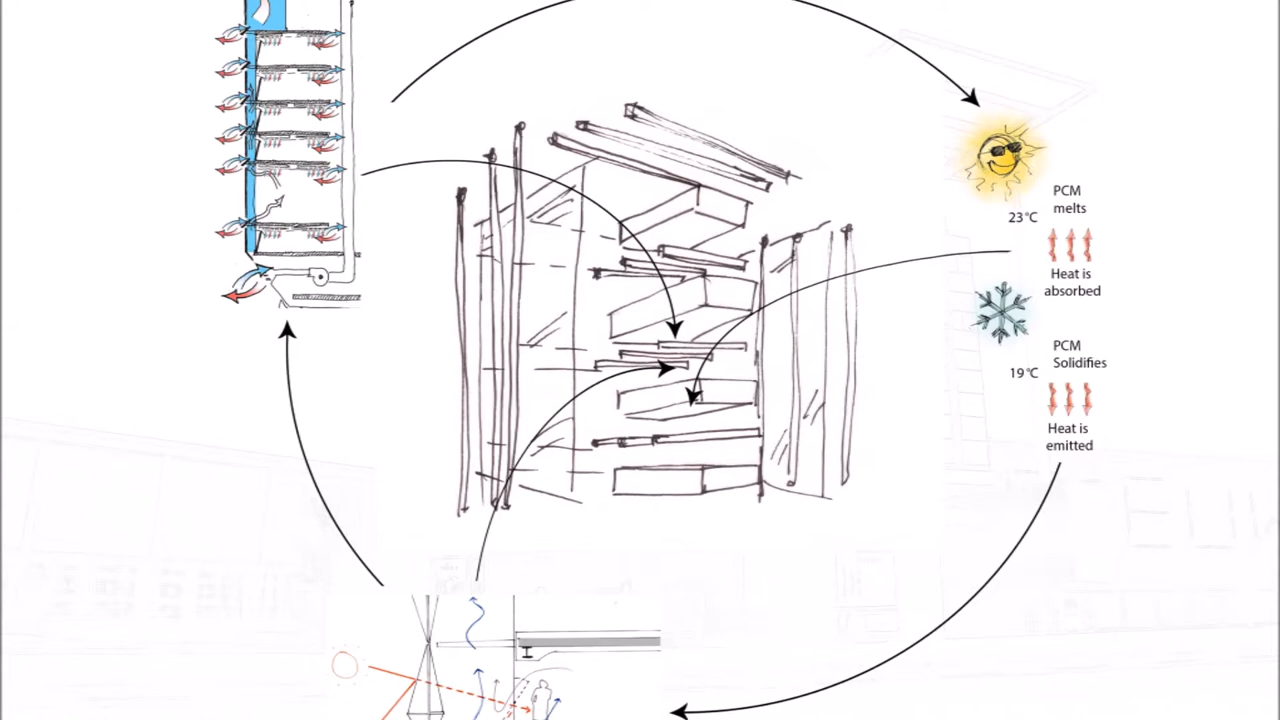 PCM
melts
23°C
Heat is
absorbed
PCM
Solidifies
19°C
Heat is
emitted